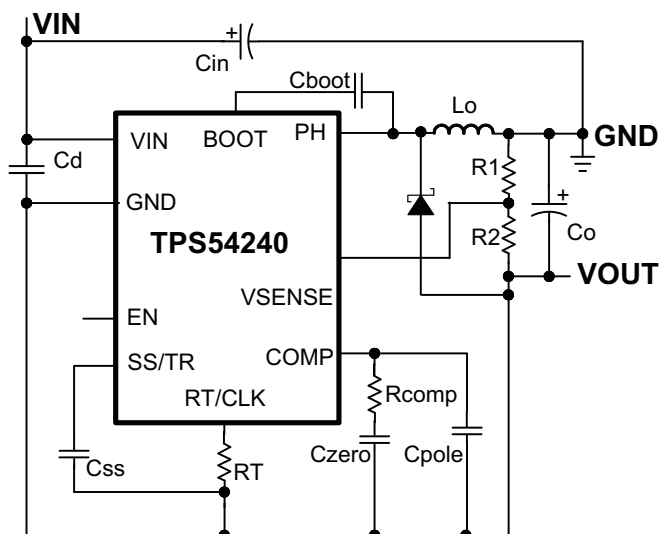 VIN
+
Cin
Cboot
Lo
VIN
BOOT
PH
GND
Cd
R1
GND
+
TPS54240
R2
Co
VOUT
VSENSE
EN
COMP
SS/TR
Rcomp
RT/CLK
Czero
Cpole
Css
RT